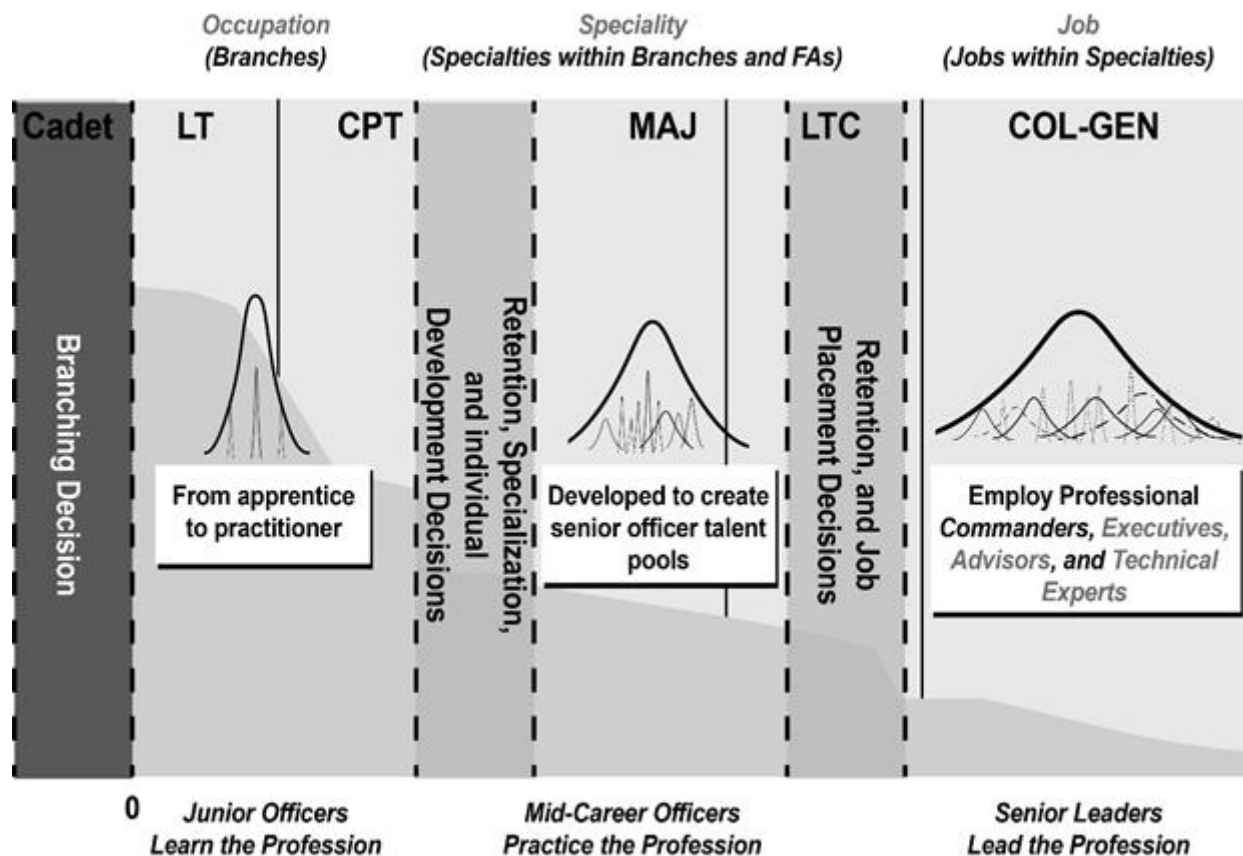 Occupation
(Branches)
Speciality
(Specialties within Branches and FAs)
Job
(Jobs within Specialties)
Cadet
LT
CPT
MAJ
LTC
COL-GEN
Branching Decision
From apprentice
to practitioner
Retention, Specialization,
and individual
Development Decisions
Developed to create
senior officer talent
pools
Retention, and Job
Placement Decisions
Employ Professional
Commanders, Executives,
Advisors, and Technical
Experts
0
Junior Officers
Learn the Profession
Mid-Career Officers
Practice the Profession
Senior Leaders
Lead the Profession